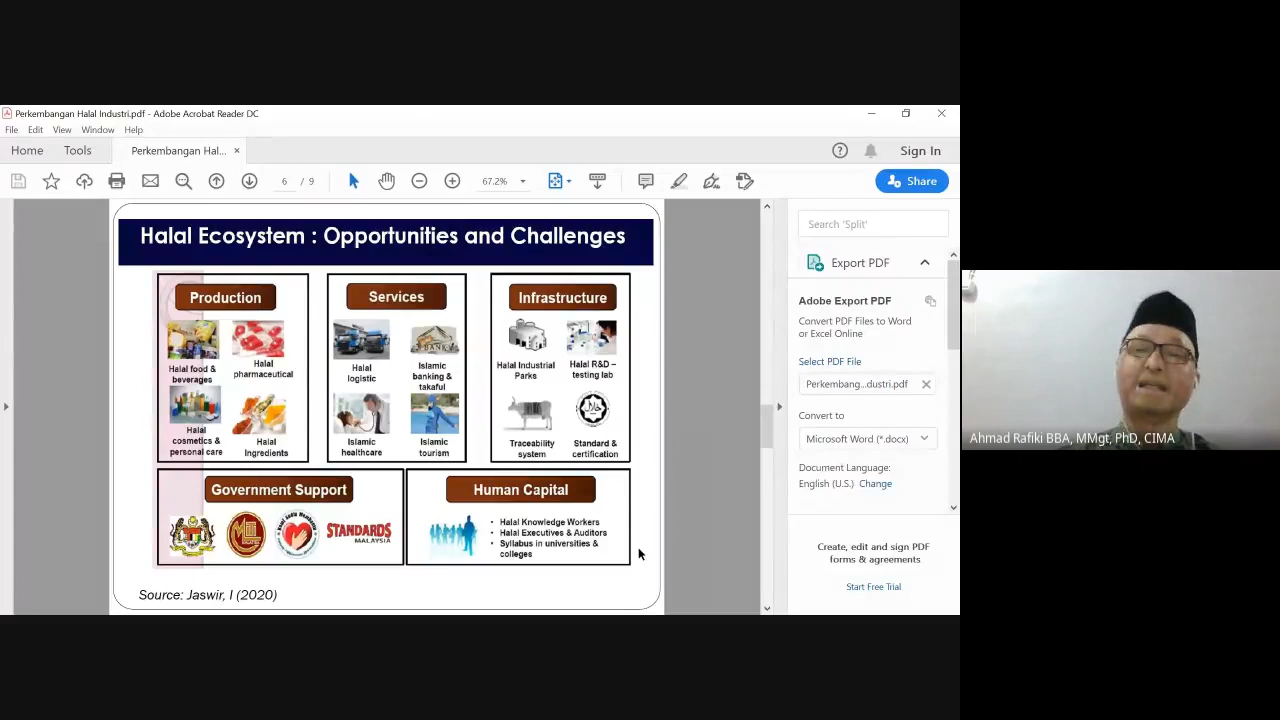 Perkembangan Halal Industri.pdf - Adobe Acrobat Reader DC
File Edit View Window Help
Home Tools Perkembangan Hal... × Sign In
6 / 9 67.2% Share
Halal Ecosystem : Opportunities and Challenges
Production
Halal food &
beverages
Halal
pharmaceutical
Halal
cosmetics &
personal care
Halal
Ingredients
Services
Halal
logistic
BANK
Islamic
banking &
takaful
Islamic
healthcare
Islamic
tourism
Infrastructure
Halal Industrial
Parks
Halal R&D –
testing lab
Traceability
system
Standard &
certification
Government Support
STANDARDS
MALAYSIA
Human Capital
• Halal Knowledge Workers
• Halal Executives & Auditors
• Syllabus in universities &
colleges
Source: Jaswir, I (2020)
Search 'Split'
Export PDF
Adobe Export PDF
Convert PDF Files to Word
or Excel Online
Select PDF File
Perkembang...dustri.pdf
Convert to
Microsoft Word (*.docx)
Document Language:
English (U.S.) Change
Create, edit and sign PDF
forms & agreements
Start Free Trial
Ahmad Rafiki BBA, MMgt, PhD, CIMA